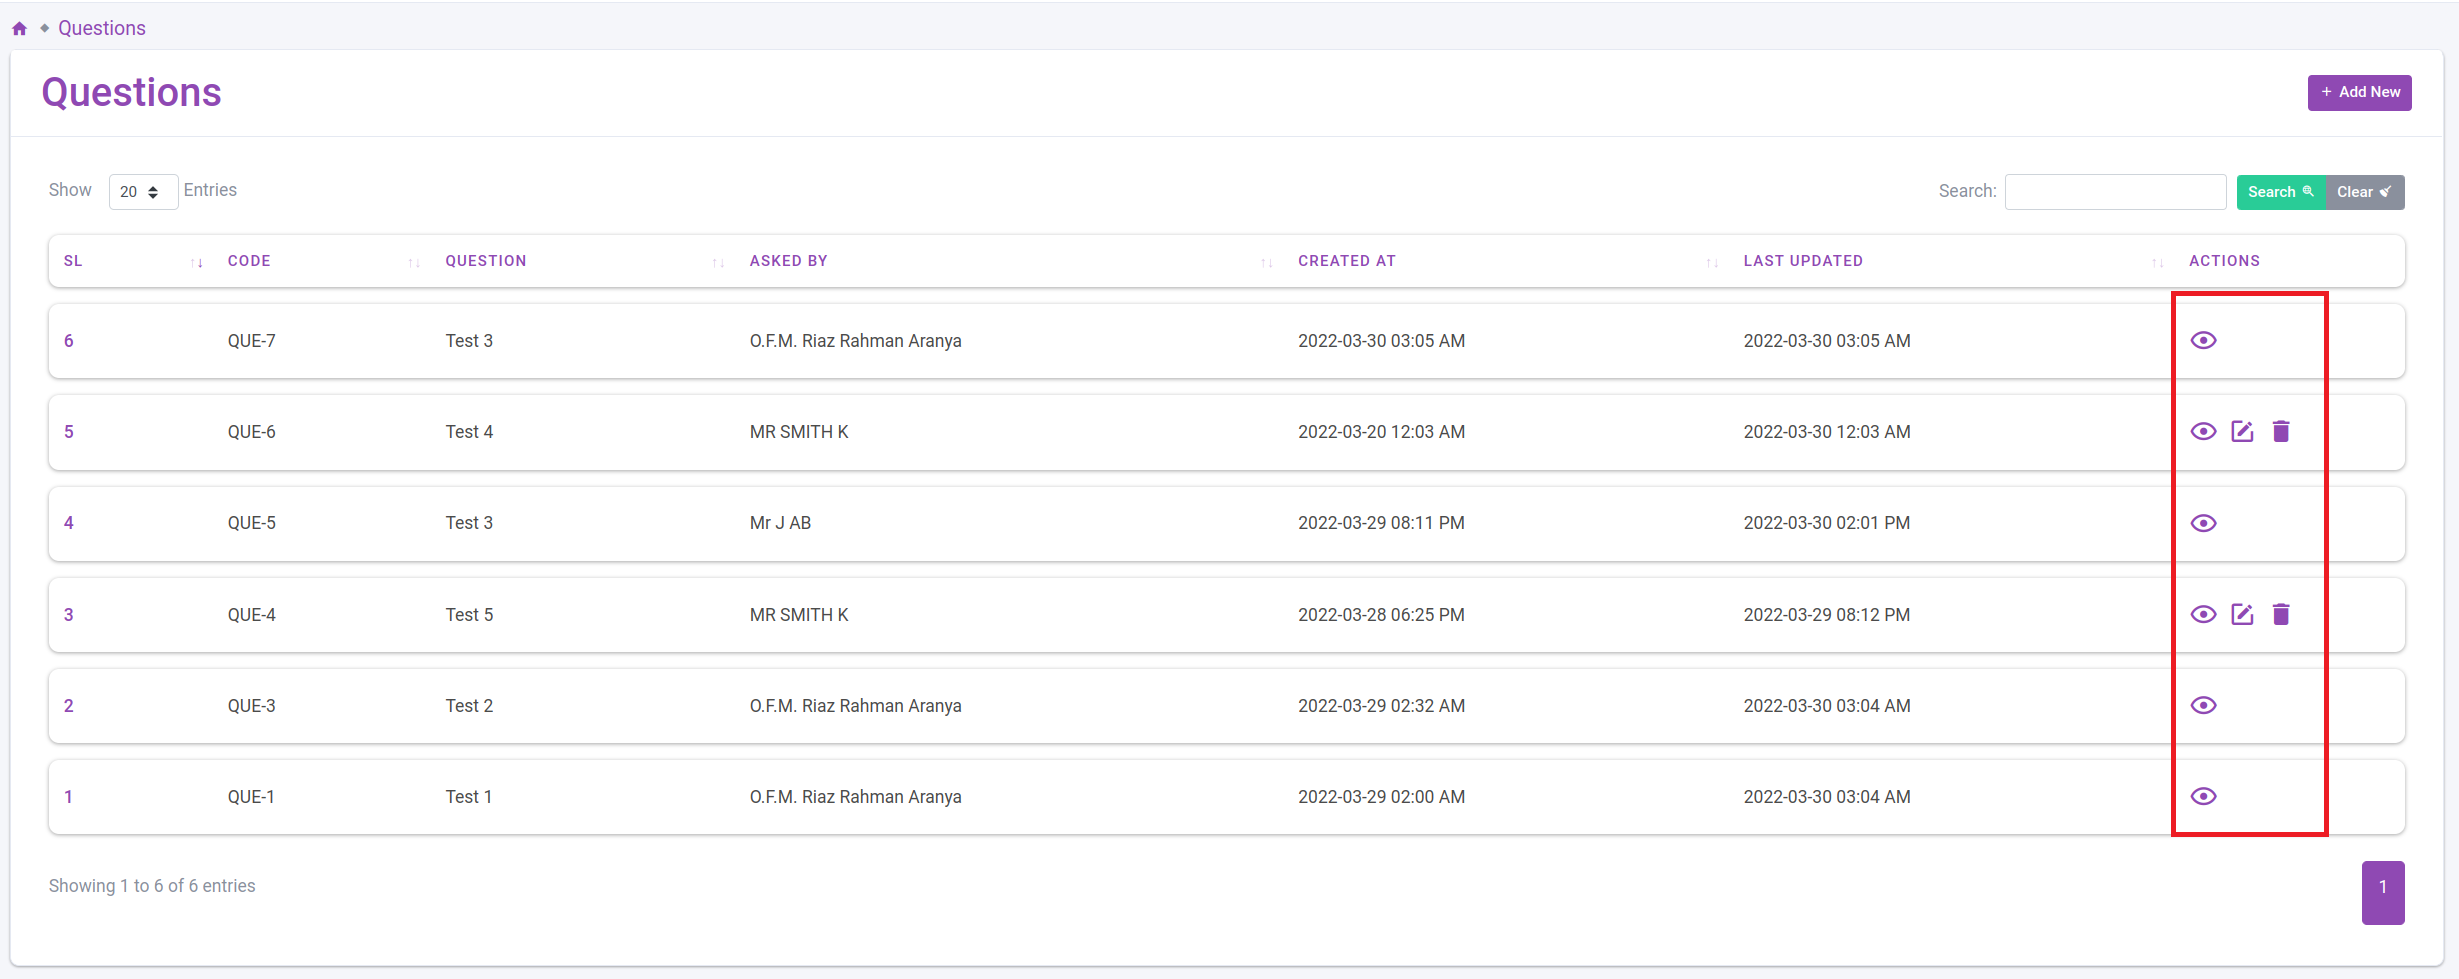 Questions
Questions
+ Add New
Show 20 Entries
Search: Search Clear
SL CODE QUESTION ASKED BY CREATED AT LAST UPDATED ACTIONS
6 QUE-7 Test 3 O.F.M. Riaz Rahman Aranya 2022-03-30 03:05 AM 2022-03-30 03:05 AM
5 QUE-6 Test 4 MR SMITH K 2022-03-20 12:03 AM 2022-03-30 12:03 AM
4 QUE-5 Test 3 Mr J AB 2022-03-29 08:11 PM 2022-03-30 02:01 PM
3 QUE-4 Test 5 MR SMITH K 2022-03-28 06:25 PM 2022-03-29 08:12 PM
2 QUE-3 Test 2 O.F.M. Riaz Rahman Aranya 2022-03-29 02:32 AM 2022-03-30 03:04 AM
1 QUE-1 Test 1 O.F.M. Riaz Rahman Aranya 2022-03-29 02:00 AM 2022-03-30 03:04 AM
Showing 1 to 6 of 6 entries
1